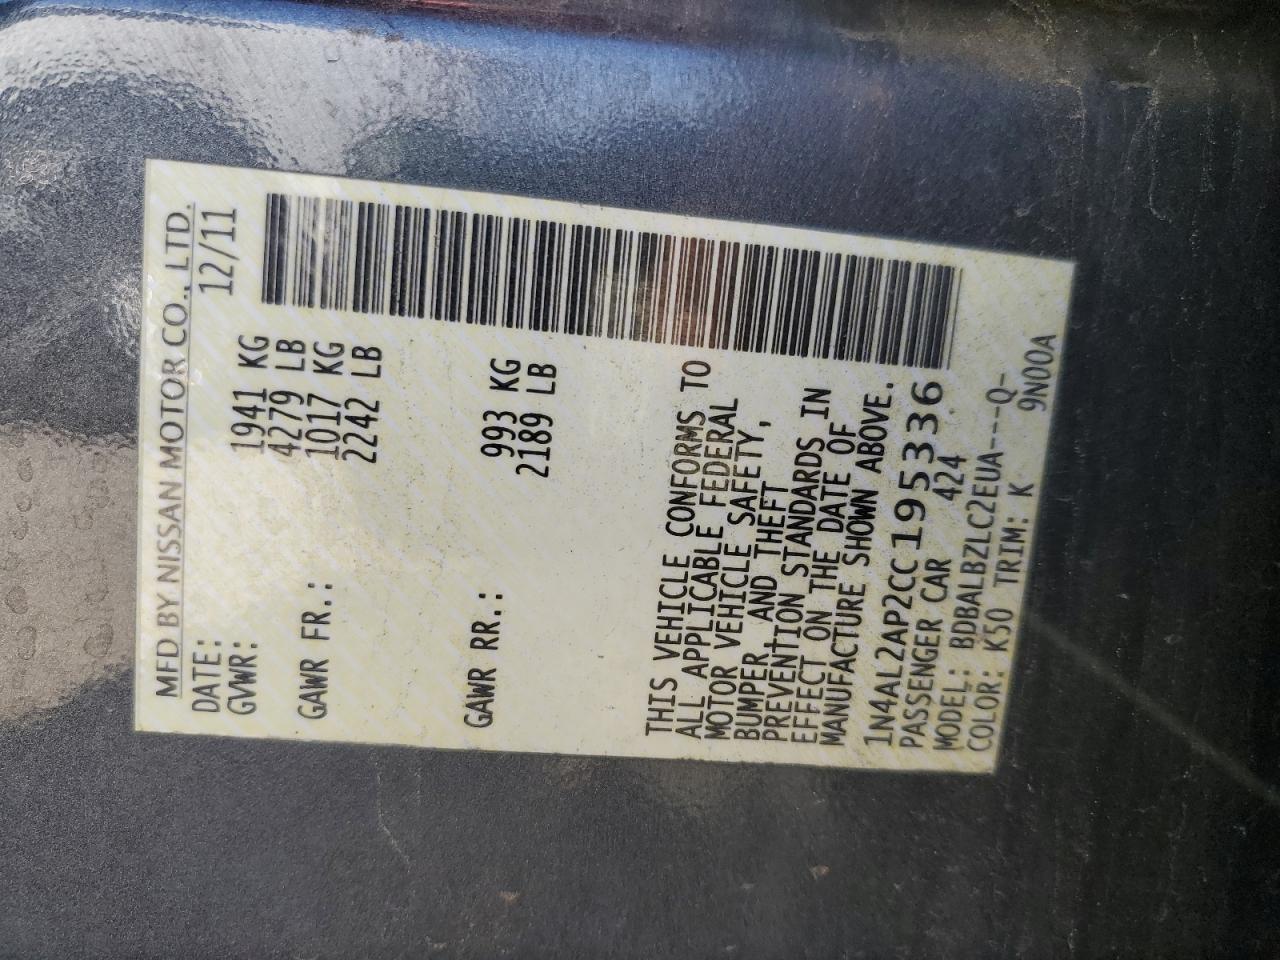 MFD BY NISSAN MOTOR CO., LTD.
DATE: 12/11
GVWR: 1941 KG
4279 LB
GAWR FR.: 1017 KG
2242 LB
GAWR RR.: 993 KG
2189 LB
THIS VEHICLE CONFORMS TO
ALL APPLICABLE FEDERAL
MOTOR VEHICLE SAFETY,
BUMPER, AND THEFT
PREVENTION STANDARDS IN
EFFECT ON THE DATE OF
MANUFACTURE SHOWN ABOVE.
1N4AL2AP2CC195336
PASSENGER CAR 424
MODEL: BDBALBZLC2EUA---Q-
COLOR: K50 TRIM: K 9N00A